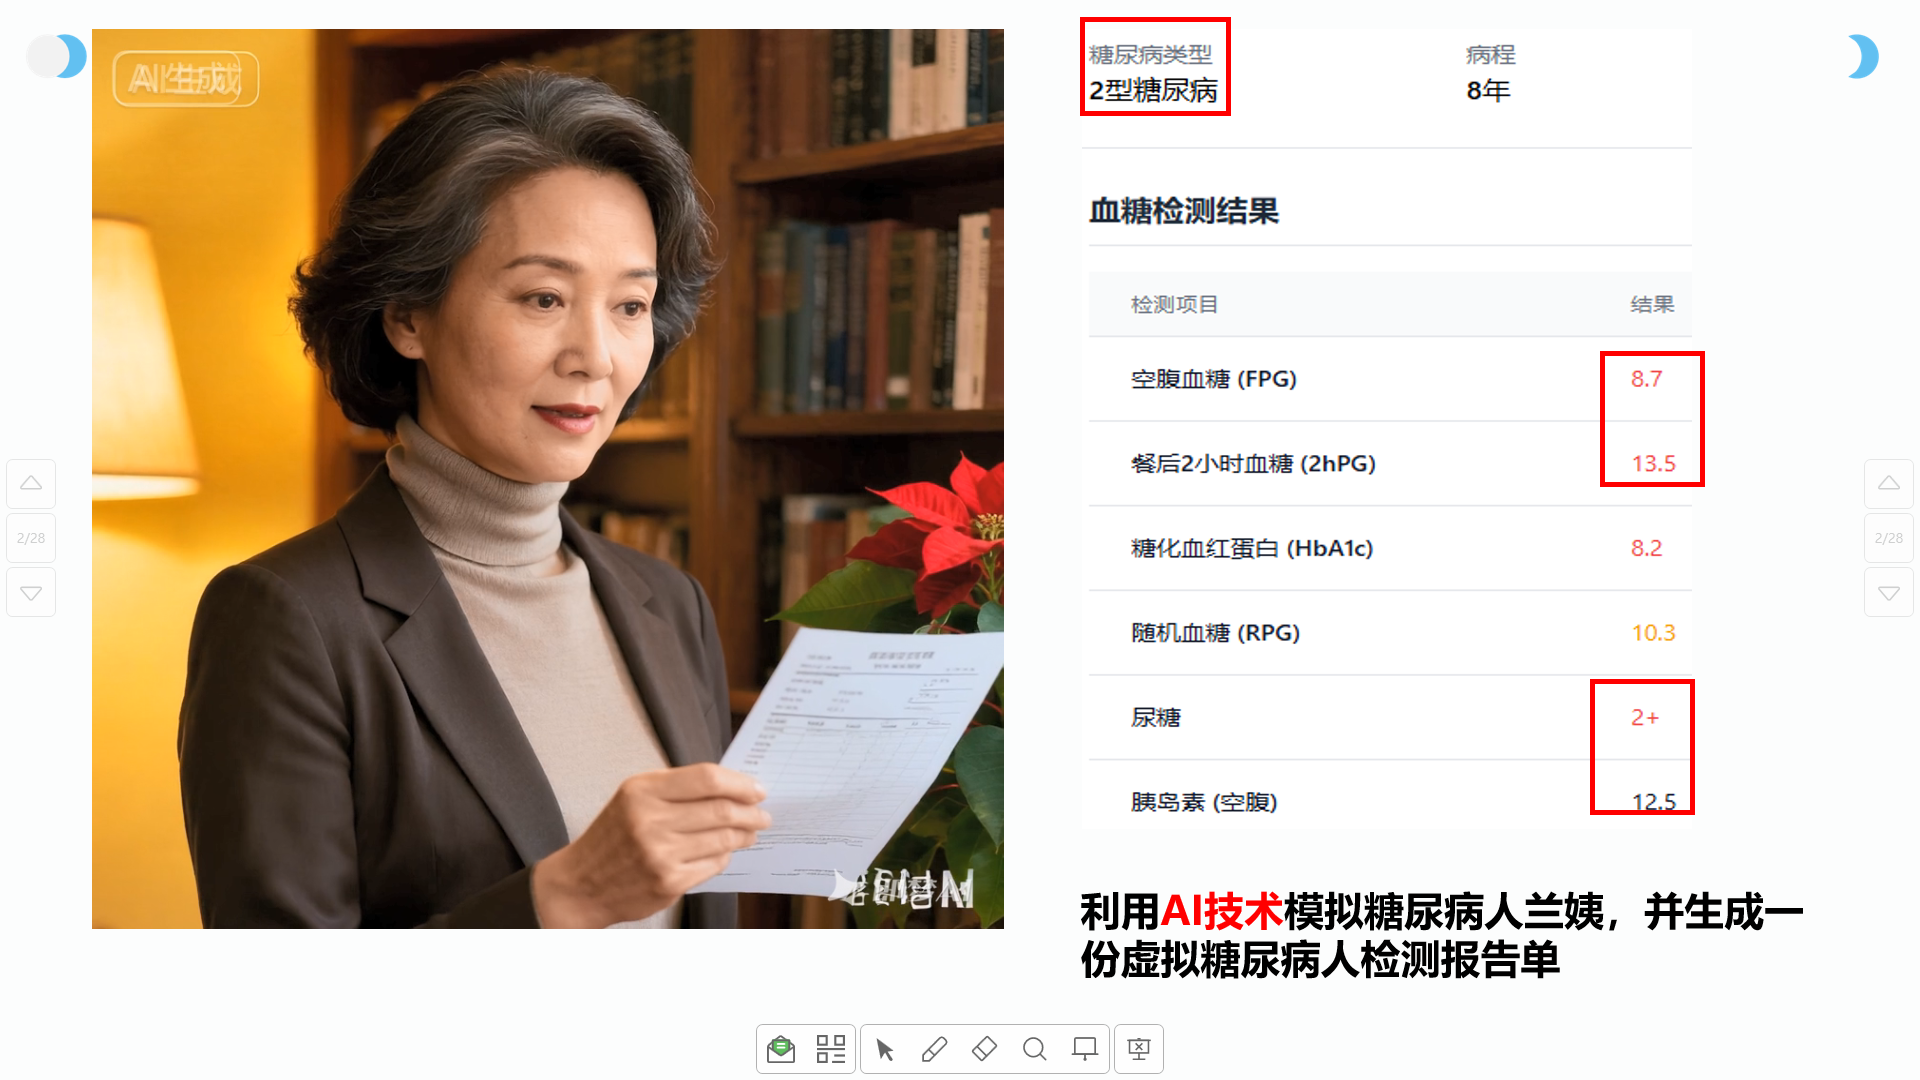 AI生成
糖尿病类型
病程
2型糖尿病
8年
血糖检测结果
检测项目
结果
空腹血糖 (FPG)
8.7
餐后2小时血糖 (2hPG)
13.5
糖化血红蛋白 (HbA1c)
8.2
随机血糖 (RPG)
10.3
尿糖
2+
胰岛素 (空腹)
12.5
2/28
2/28
利用AI技术模拟糖尿病人兰姨，并生成一
份虚拟糖尿病人检测报告单